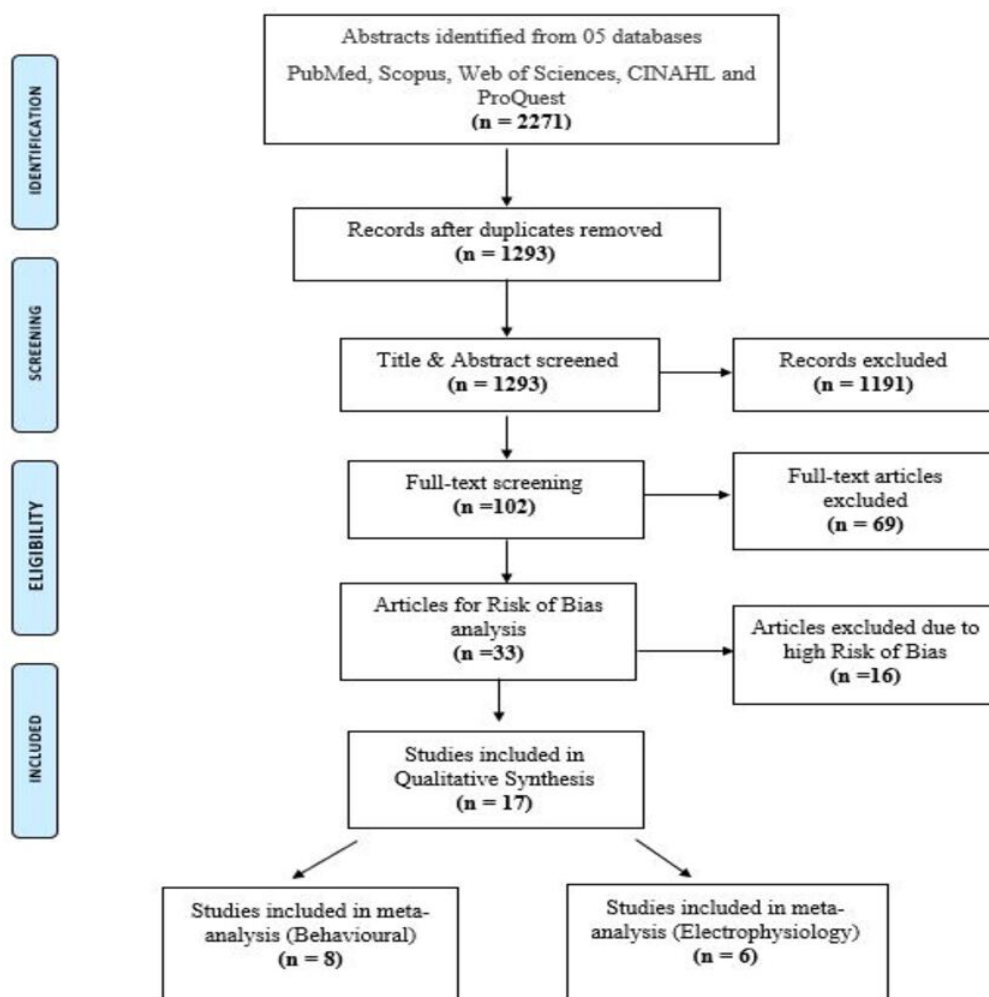 IDENTIFICATION
Abstracts identified from 05 databases
PubMed, Scopus, Web of Sciences, CINAHL and
ProQuest
(n = 2271)
Records after duplicates removed
(n = 1293)
SCREENING
Title & Abstract screened
(n = 1293)
Records excluded
(n = 1191)
ELIGIBILITY
Full-text screening
(n =102)
Full-text articles
excluded
(n = 69)
Articles for Risk of Bias
analysis
(n =33)
Articles excluded due to
high Risk of Bias
(n =16)
INCLUDED
Studies included in
Qualitative Synthesis
(n = 17)
Studies included in meta-
analysis (Behavioural)
(n = 8)
Studies included in meta-
analysis (Electrophysiology)
(n = 6)